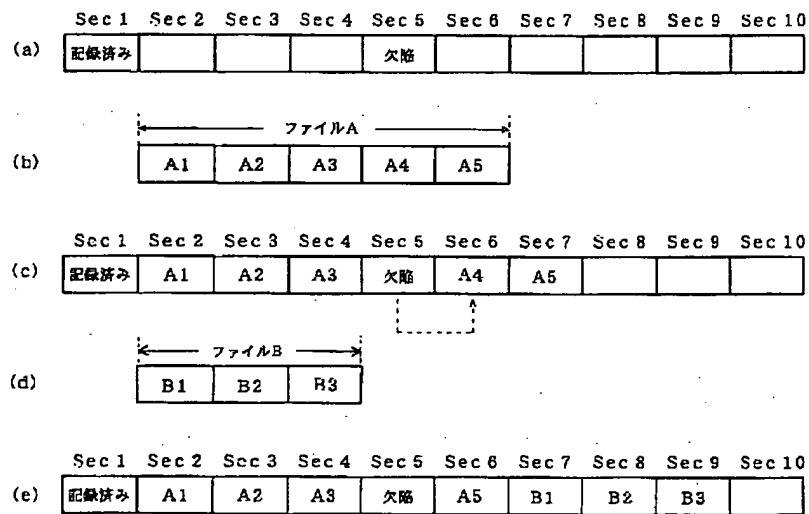 Sec 1 Sec 2 Sec 3 Sec 4 Sec 5 Sec 6 Sec 7 Sec 8 Sec 9 Sec 10
(a) 記録済み 欠陥
ファイルA
(b) A1 A2 A3 A4 A5
Sec 1 Sec 2 Sec 3 Sec 4 Sec 5 Sec 6 Sec 7 Sec 8 Sec 9 Sec 10
(c) 記録済み A1 A2 A3 欠陥 A4 A5
ファイルB
(d) B1 B2 B3
Sec 1 Sec 2 Sec 3 Sec 4 Sec 5 Sec 6 Sec 7 Sec 8 Sec 9 Sec 10
(e) 記録済み A1 A2 A3 欠陥 A5 B1 B2 B3